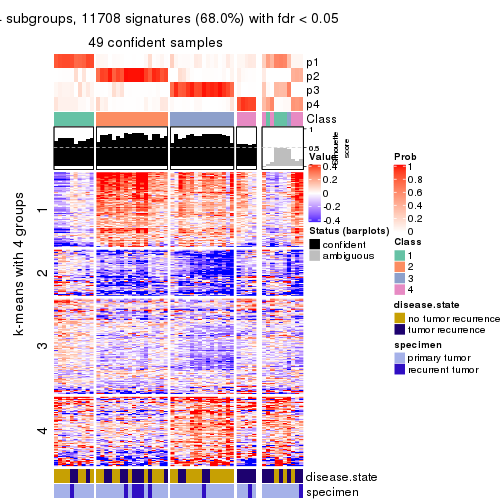 subgroups, 11708 signatures (68.0%) with fdr < 0.05
49 confident samples
p1
p2
p3
p4
Class
1
0.5
0
silhouette
score
k-means with 4 groups
1
2
3
4
disease.state
specimen
Value
0.4
0.2
0
-0.2
-0.4
Status (barplots)
confident
ambiguous
Prob
1
0.8
0.6
0.4
0.2
0
Class
1
2
3
4
disease.state
no tumor recurrence
tumor recurrence
specimen
primary tumor
recurrent tumor